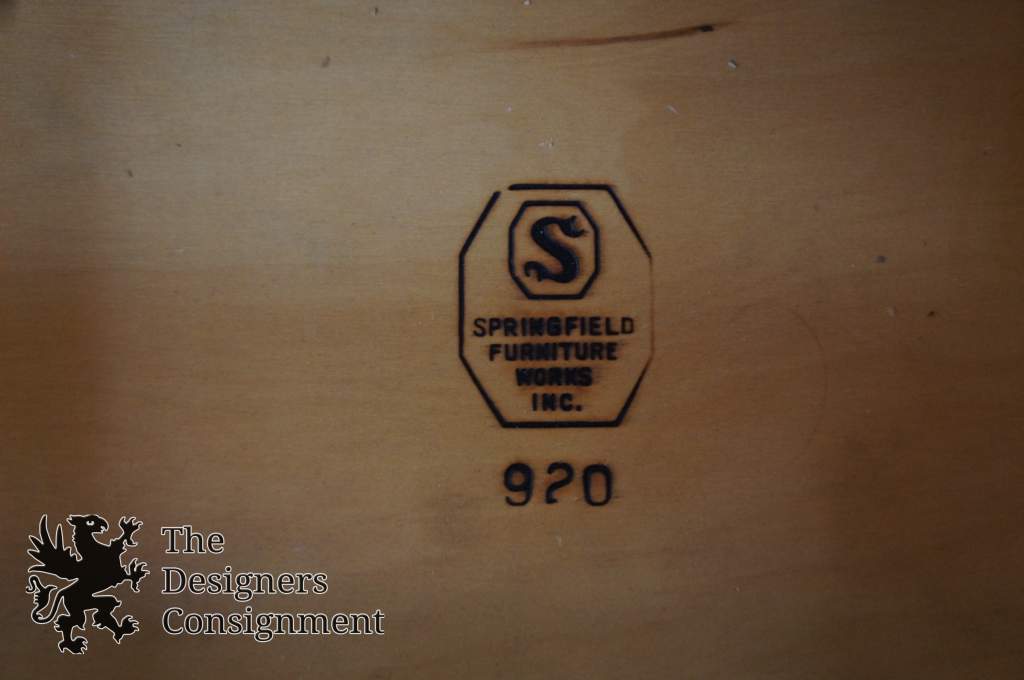 S
SPRINGFIELD
FURNITURE
WORKS
INC.
920
The
Designers
Consignment